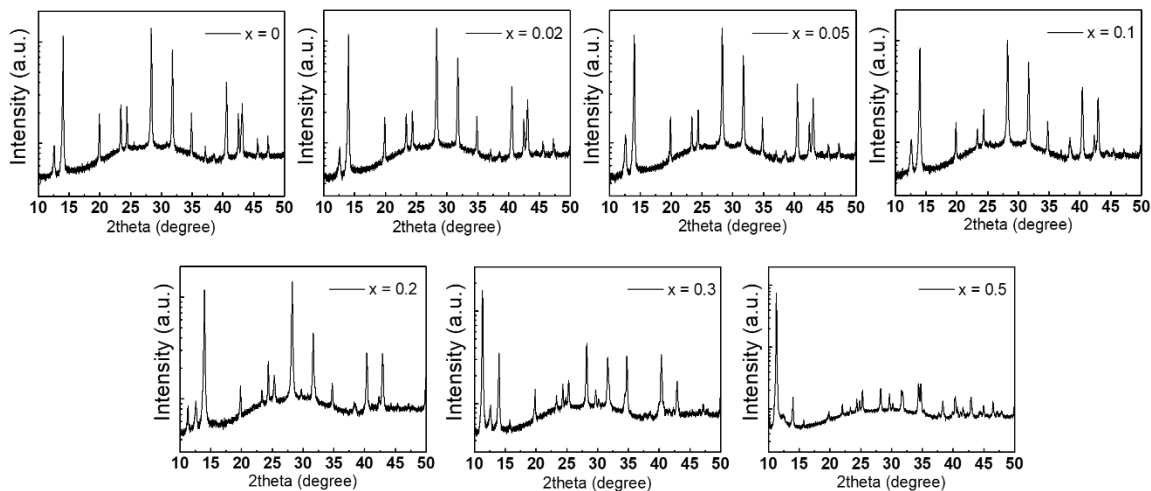 Intensity (a.u.)
x = 0
10 15 20 25 30 35 40 45 50
2theta (degree)
Intensity (a.u.)
x = 0.02
10 15 20 25 30 35 40 45 50
2theta (degree)
Intensity (a.u.)
x = 0.05
10 15 20 25 30 35 40 45 50
2theta (degree)
Intensity (a.u.)
x = 0.1
10 15 20 25 30 35 40 45 50
2theta (degree)
Intensity (a.u.)
x = 0.2
10 15 20 25 30 35 40 45 50
2theta (degree)
Intensity (a.u.)
x = 0.3
10 15 20 25 30 35 40 45 50
2theta (degree)
Intensity (a.u.)
x = 0.5
10 15 20 25 30 35 40 45 50
2theta (degree)